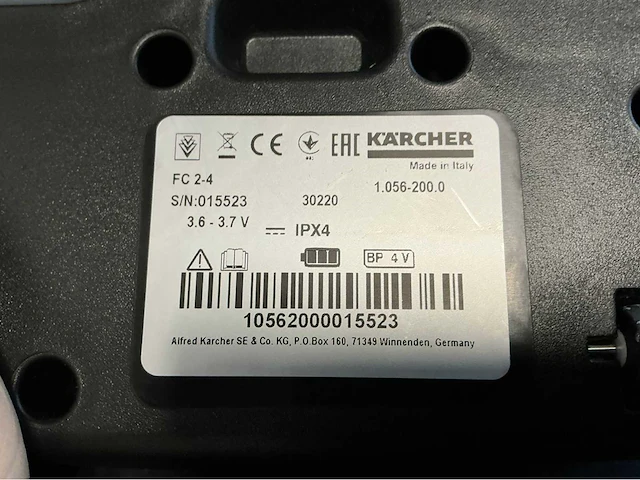 CE EAC KÄRCHER
Made in Italy
FC 2-4 1.056-200.0
S/N:015523 30220
3.6 - 3.7 V IPX4
BP 4V
10562000015523
Alfred Karcher SE & Co. KG, P.O.Box 160, 71349 Winnenden, Germany